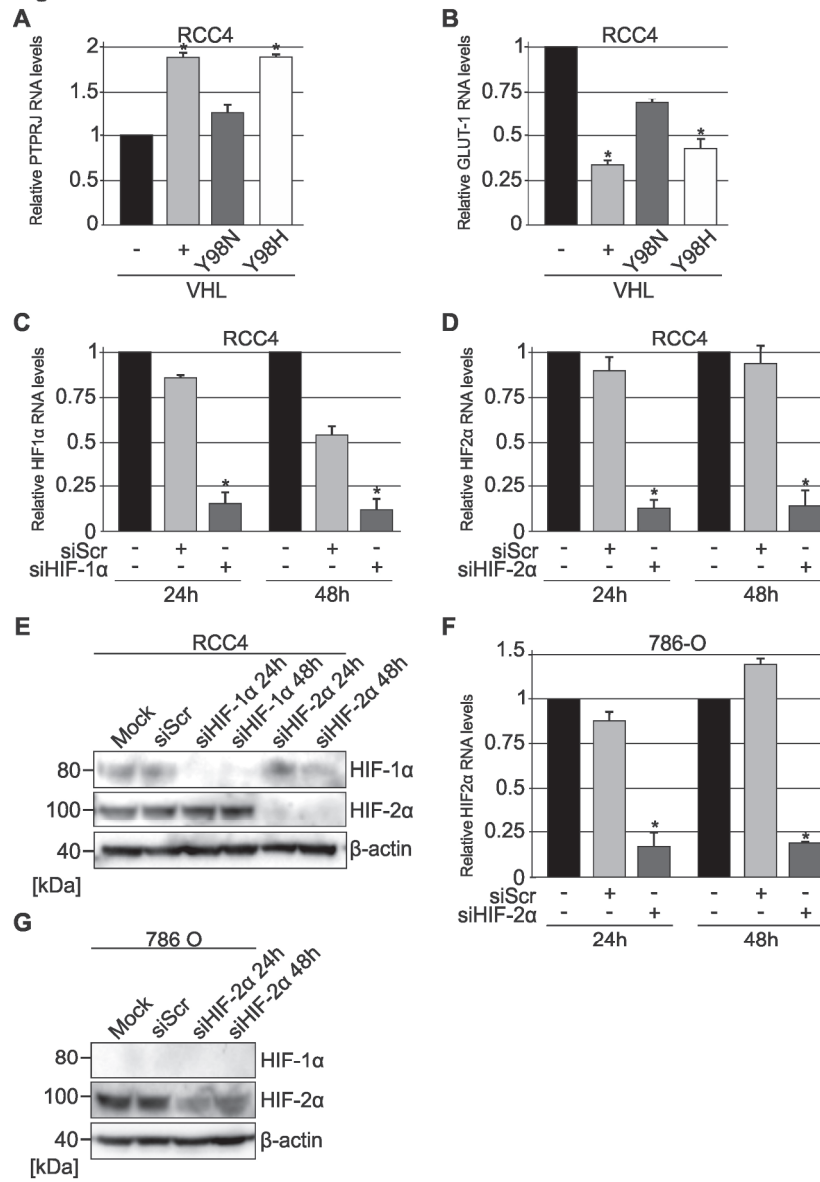 A
RCC4
Relative PTPRJ RNA levels
2
1.5
1
0.5
0
* *
- + Y98N Y98H
VHL
B
RCC4
Relative GLUT-1 RNA levels
1
0.75
0.5
0.25
0
* *
- + Y98N Y98H
VHL
C
RCC4
Relative HIF1α RNA levels
1
0.75
0.5
0.25
0
* *
siScr - + - - + -
siHIF-1α - - + - - +
24h 48h
D
RCC4
Relative HIF2α RNA levels
1
0.75
0.5
0.25
0
* *
siScr - + - - + -
siHIF-2α - - + - - +
24h 48h
E
RCC4
Mock siScr siHIF-1α 24h siHIF-1α 48h siHIF-2α 24h siHIF-2α 48h
80 HIF-1α
100 HIF-2α
40 β-actin
[kDa]
F
786-O
Relative HIF2α RNA levels
1.5
1
0.75
0.5
0.25
0
* *
siScr - + - - + -
siHIF-2α - - + - - +
24h 48h
G
786 O
Mock siScr siHIF-2α 24h siHIF-2α 48h
80 HIF-1α
100 HIF-2α
40 β-actin
[kDa]